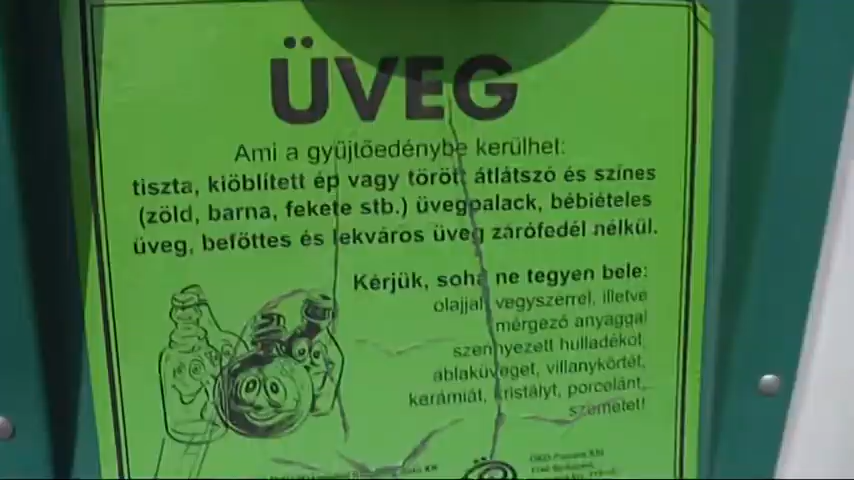 ÜVEG
Ami a gyűjtőedénybe kerülhet:
tiszta, kiöblített ép vagy törött átlátszó és színes
(zöld, barna, fekete stb.) üvegpalack, bébiételes
üveg, befőttes és lekváros üveg zárófedél nélkül.
Kérjük, soha ne tegyen bele:
olajjal, vegyszerrel, illetve
mérgező anyaggal
szennyezett hulladékot,
ablaküveget, villanykörtét,
kerámiát, kristályt, porcelánt,
szemetet!